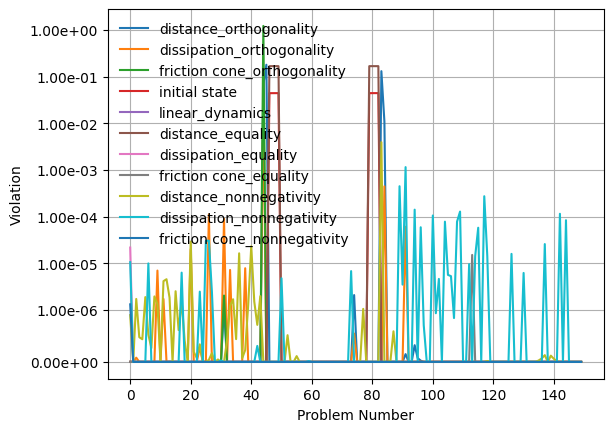 1.00e+00
1.00e-01
1.00e-02
1.00e-03
1.00e-04
1.00e-05
1.00e-06
0.00e+00
Violation
distance_orthogonality
dissipation_orthogonality
friction cone_orthogonality
initial state
linear_dynamics
distance_equality
dissipation_equality
friction cone_equality
distance_nonnegativity
dissipation_nonnegativity
friction cone_nonnegativity
0 20 40 60 80 100 120 140
Problem Number